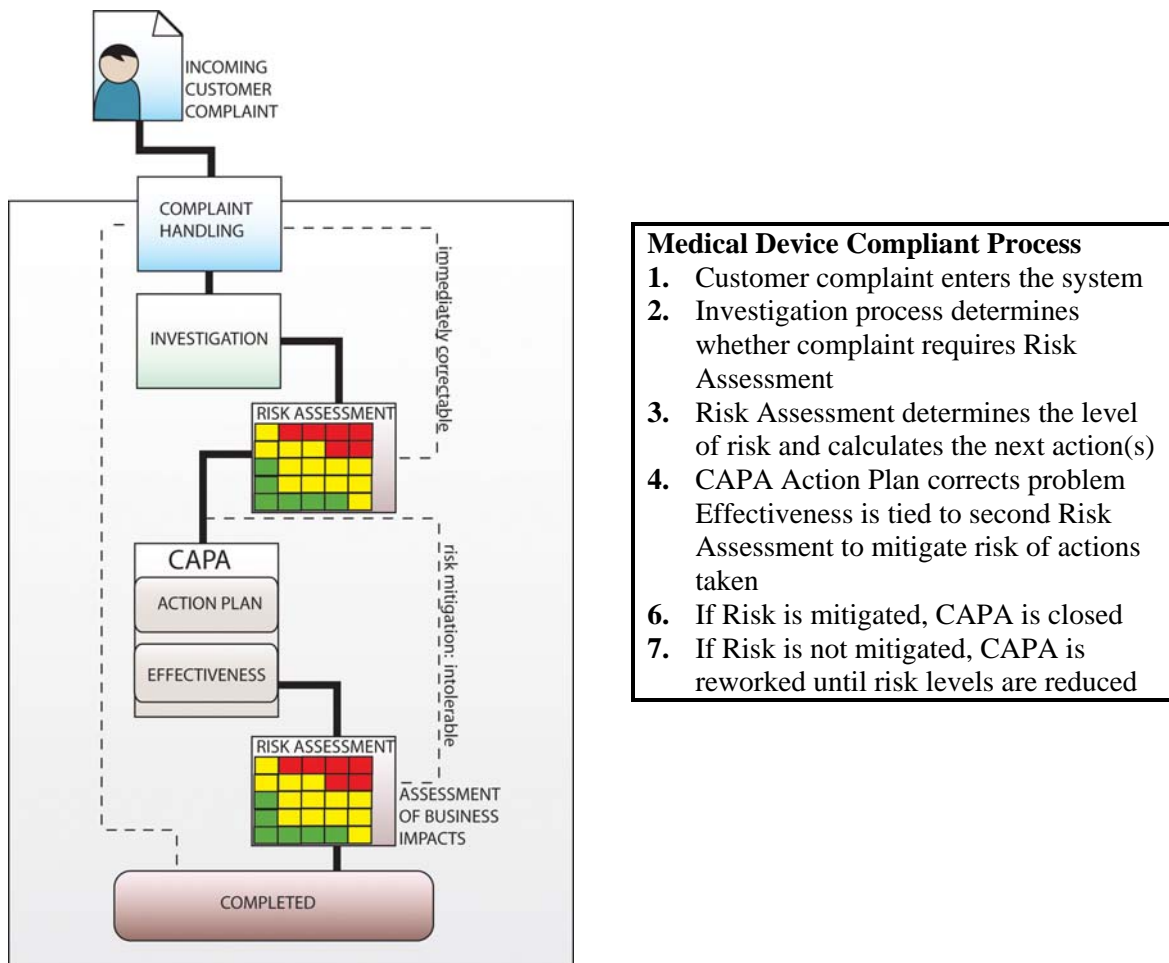 INCOMING
CUSTOMER
COMPLAINT
COMPLAINT
HANDLING
immediately correctable
INVESTIGATION
RISK ASSESSMENT
CAPA
ACTION PLAN
EFFECTIVENESS
risk mitigation: intolerable
RISK ASSESSMENT
ASSESSMENT
OF BUSINESS
IMPACTS
COMPLETED
Medical Device Compliant Process
1. Customer complaint enters the system
2. Investigation process determines
whether complaint requires Risk
Assessment
3. Risk Assessment determines the level
of risk and calculates the next action(s)
4. CAPA Action Plan corrects problem
Effectiveness is tied to second Risk
Assessment to mitigate risk of actions
taken
6. If Risk is mitigated, CAPA is closed
7. If Risk is not mitigated, CAPA is
reworked until risk levels are reduced